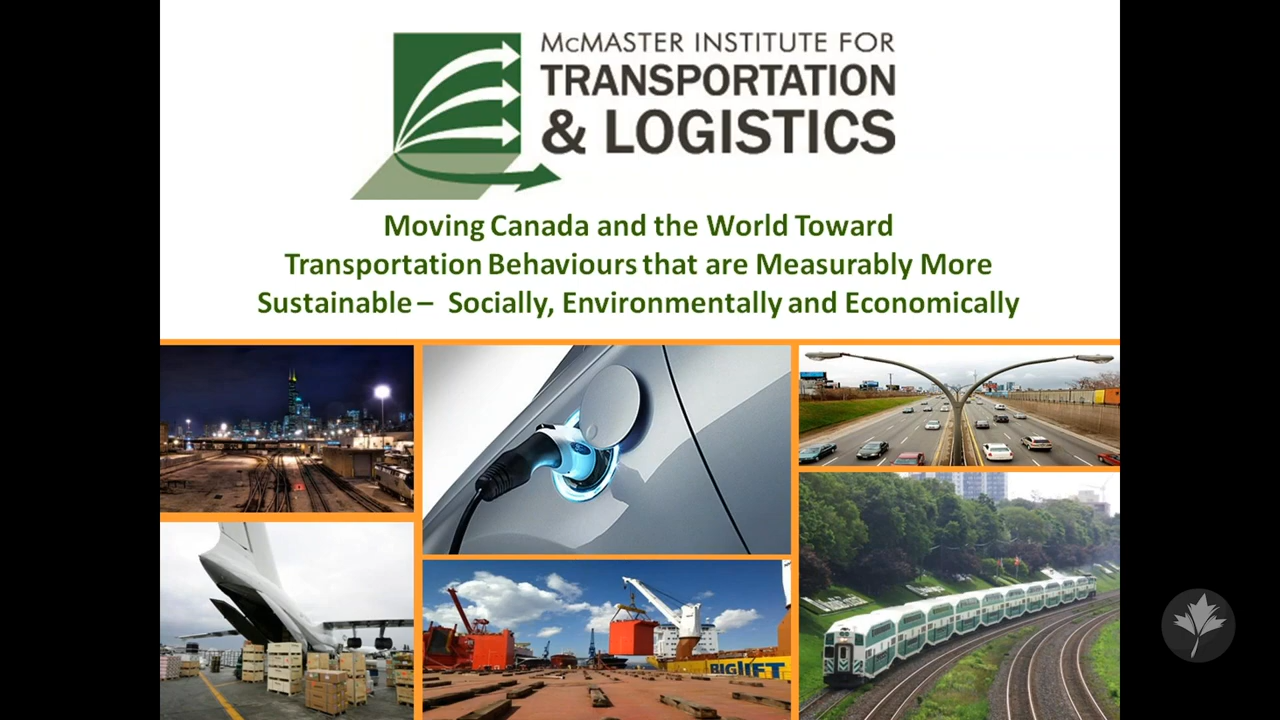 McMASTER INSTITUTE FOR
TRANSPORTATION
& LOGISTICS
Moving Canada and the World Toward
Transportation Behaviours that are Measurably More
Sustainable – Socially, Environmentally and Economically
BIGLIFT